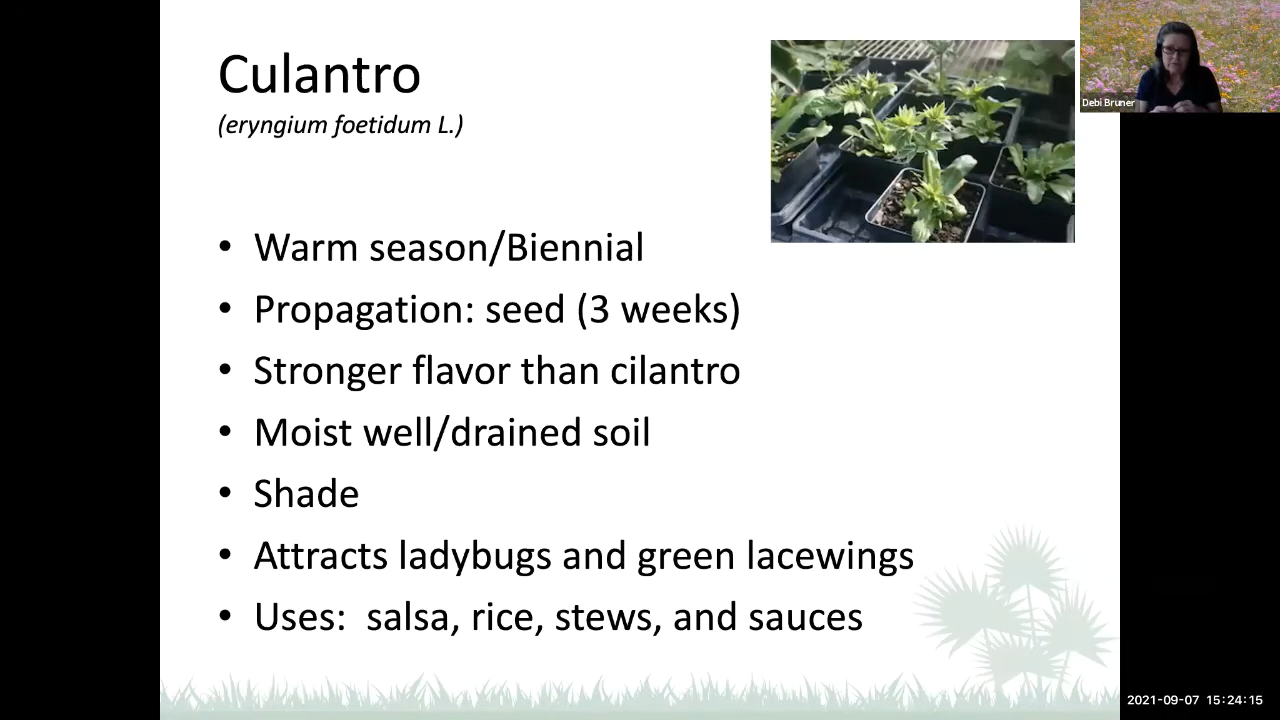 Culantro
(eryngium foetidum L.)
Debi Bruner
• Warm season/Biennial
• Propagation: seed (3 weeks)
• Stronger flavor than cilantro
• Moist well/drained soil
• Shade
• Attracts ladybugs and green lacewings
• Uses:  salsa, rice, stews, and sauces
2021-09-07 15:24:15